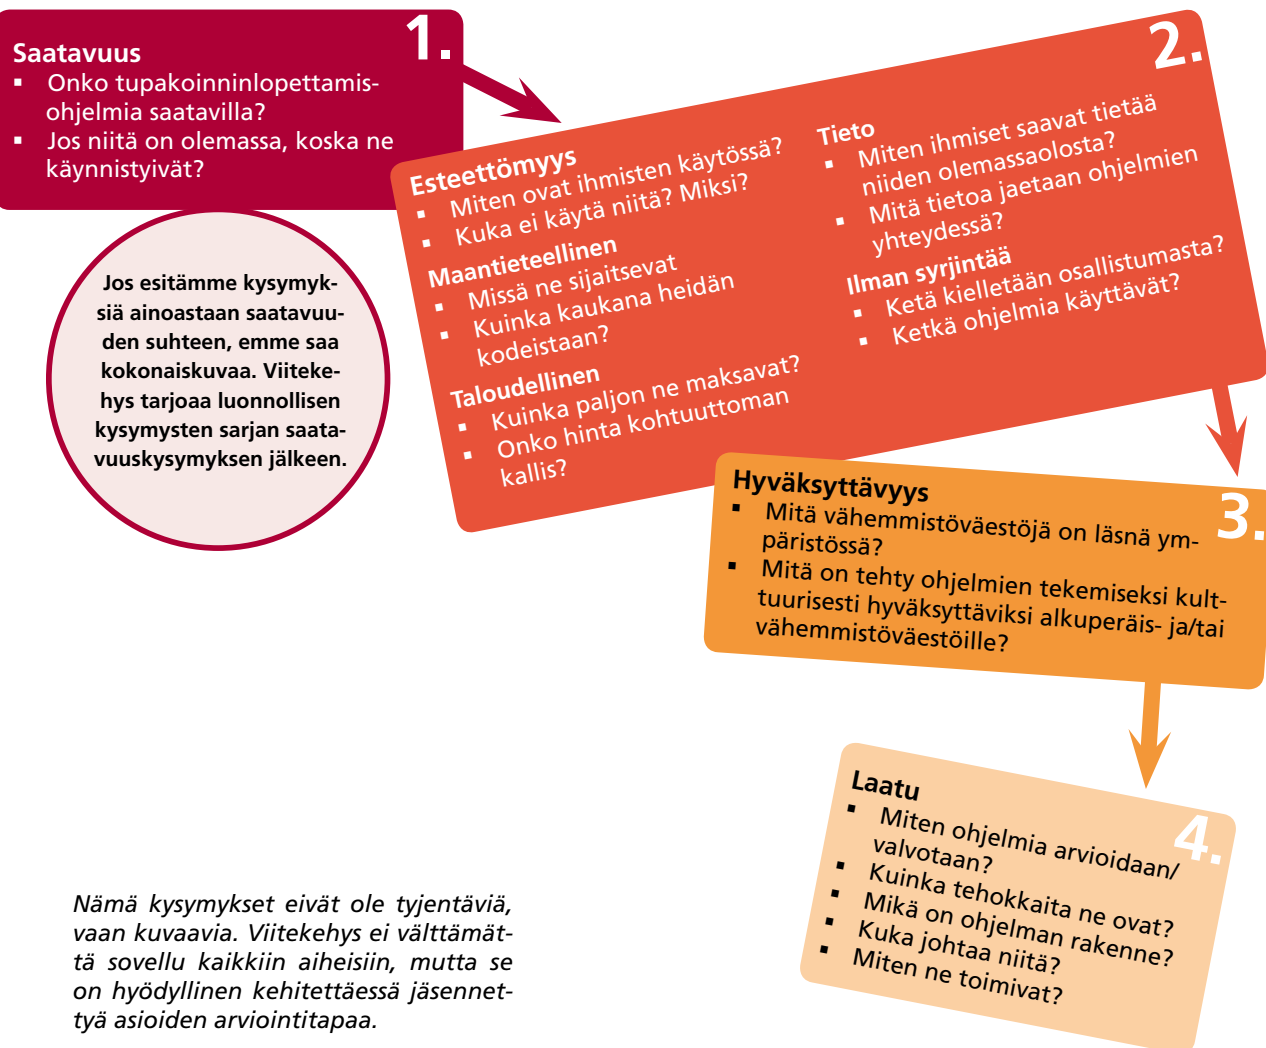 1.
Saatavuus
▪ Onko tupakoinninlopettamis-
ohjelmia saatavilla?
▪ Jos niitä on olemassa, koska ne
käynnistyivät?
Jos esitämme kysymyk-
siä ainoastaan saatavuu-
den suhteen, emme saa
kokonaiskuvaa. Viiteke-
hys tarjoaa luonnollisen
kysymysten sarjan saata-
vuuskysymyksen jälkeen.
2.
Esteettömyys
▪ Miten ovat ihmisten käytössä?
▪ Kuka ei käytä niitä? Miksi?
Maantieteellinen
▪ Missä ne sijaitsevat
▪ Kuinka kaukana heidän
kodeistaan?
Taloudellinen
▪ Kuinka paljon ne maksavat?
▪ Onko hinta kohtuuttoman
kallis?
Tieto
▪ Miten ihmiset saavat tietää
niiden olemassaolosta?
▪ Mitä tietoa jaetaan ohjelmien
yhteydessä?
Ilman syrjintää
▪ Ketä kielletään osallistumasta?
▪ Ketkä ohjelmia käyttävät?
3.
Hyväksyttävyys
▪ Mitä vähemmistöväestöjä on läsnä ym-
päristössä?
▪ Mitä on tehty ohjelmien tekemiseksi kult-
tuurisesti hyväksyttäviksi alkuperäis- ja/tai
vähemmistöväestöille?
4.
Laatu
▪ Miten ohjelmia arvioidaan/
valvotaan?
▪ Kuinka tehokkaita ne ovat?
▪ Mikä on ohjelman rakenne?
▪ Kuka johtaa niitä?
▪ Miten ne toimivat?
Nämä kysymykset eivät ole tyjentäviä,
vaan kuvaavia. Viitekehys ei välttämät-
tä sovellu kaikkiin aiheisiin, mutta se
on hyödyllinen kehitettäessä jäsennet-
tyä asioiden arviointitapaa.